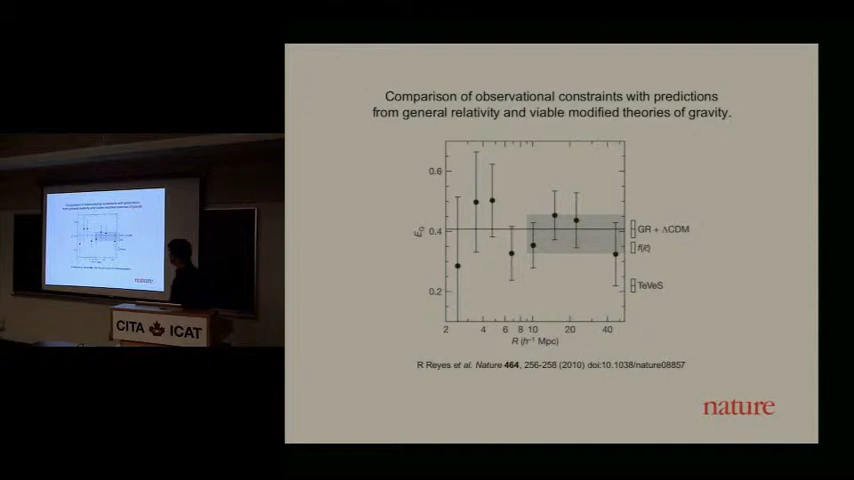 Comparison of observational constraints with predictions
from general relativity and viable modified theories of gravity.
0.6
0.4
0.2
E_G
GR + ΛCDM
f(R)
TeVeS
2 4 6 8 10 20 40
R (h⁻¹ Mpc)
R Reyes et al. Nature 464, 256-258 (2010) doi:10.1038/nature08857
nature
CITA ICAT